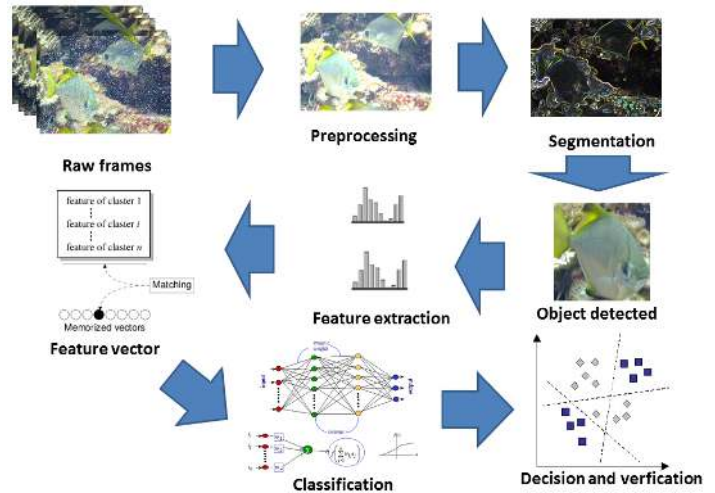 Raw frames
Preprocessing
Segmentation
Object detected
Feature extraction
feature of claster 1
feature of claster i
feature of claster n
Matching
Memorized vectors
Feature vector
Classification
Decision and verfication